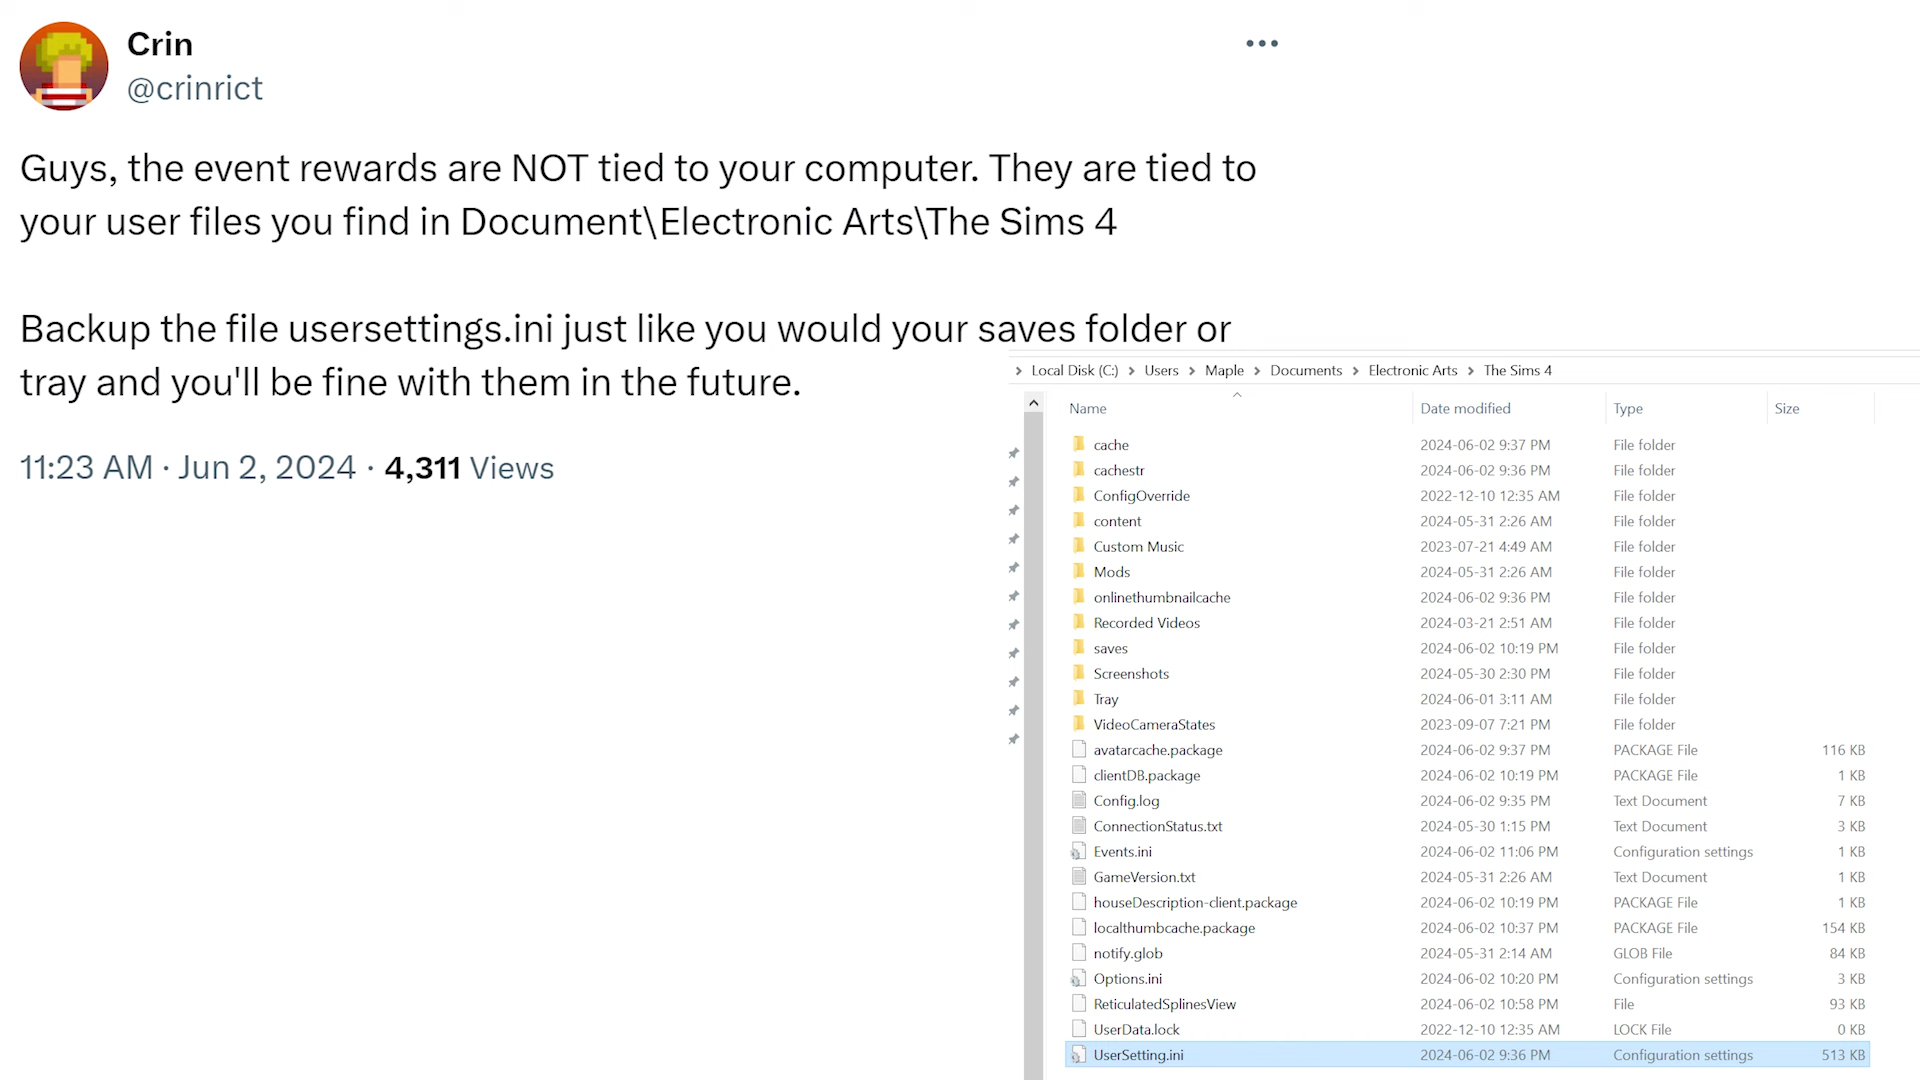 Crin
@crinrict
Guys, the event rewards are NOT tied to your computer. They are tied to
your user files you find in Document\Electronic Arts\The Sims 4
Backup the file usersettings.ini just like you would your saves folder or
tray and you'll be fine with them in the future.
11:23 AM · Jun 2, 2024 · 4,311 Views
Local Disk (C:) > Users > Maple > Documents > Electronic Arts > The Sims 4
Name Date modified Type Size
cache 2024-06-02 9:37 PM File folder
cachestr 2024-06-02 9:36 PM File folder
ConfigOverride 2022-12-10 12:35 AM File folder
content 2024-05-31 2:26 AM File folder
Custom Music 2023-07-21 4:49 AM File folder
Mods 2024-05-31 2:26 AM File folder
onlinethumbnailcache 2024-06-02 9:36 PM File folder
Recorded Videos 2024-03-21 2:51 AM File folder
saves 2024-06-02 10:19 PM File folder
Screenshots 2024-05-30 2:30 PM File folder
Tray 2024-06-01 3:11 AM File folder
VideoCameraStates 2023-09-07 7:21 PM File folder
avatarcache.package 2024-06-02 9:37 PM PACKAGE File 116 KB
clientDB.package 2024-06-02 10:19 PM PACKAGE File 1 KB
Config.log 2024-06-02 9:35 PM Text Document 7 KB
ConnectionStatus.txt 2024-05-30 1:15 PM Text Document 3 KB
Events.ini 2024-06-02 11:06 PM Configuration settings 1 KB
GameVersion.txt 2024-05-31 2:26 AM Text Document 1 KB
houseDescription-client.package 2024-06-02 10:19 PM PACKAGE File 1 KB
localthumbcache.package 2024-06-02 10:37 PM PACKAGE File 154 KB
notify.glob 2024-05-31 2:14 AM GLOB File 84 KB
Options.ini 2024-06-02 10:20 PM Configuration settings 3 KB
ReticulatedSplinesView 2024-06-02 10:58 PM File 93 KB
UserData.lock 2022-12-10 12:35 AM LOCK File 0 KB
UserSetting.ini 2024-06-02 9:36 PM Configuration settings 513 KB